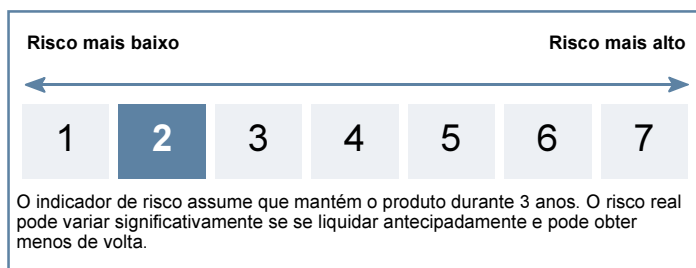 Risco mais baixo Risco mais alto
1 2 3 4 5 6 7
O indicador de risco assume que mantém o produto durante 3 anos. O risco real
pode variar significativamente se se liquidar antecipadamente e pode obter
menos de volta.